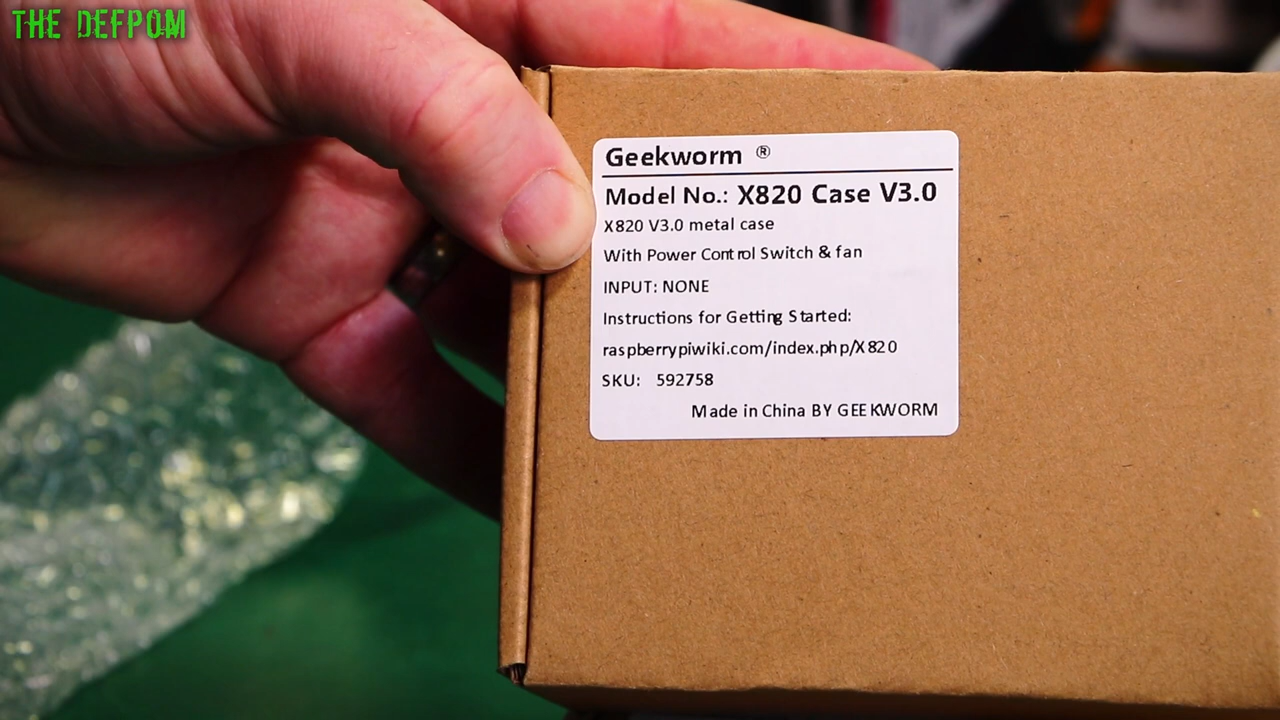 THE DEFPOM
Geekworm ®
Model No.: X820 Case V3.0
X820 V3.0 metal case
With Power Control Switch & fan
INPUT: NONE
Instructions for Getting Started:
raspberrypiwiki.com/index.php/X820
SKU: 592758
Made in China BY GEEKWORM